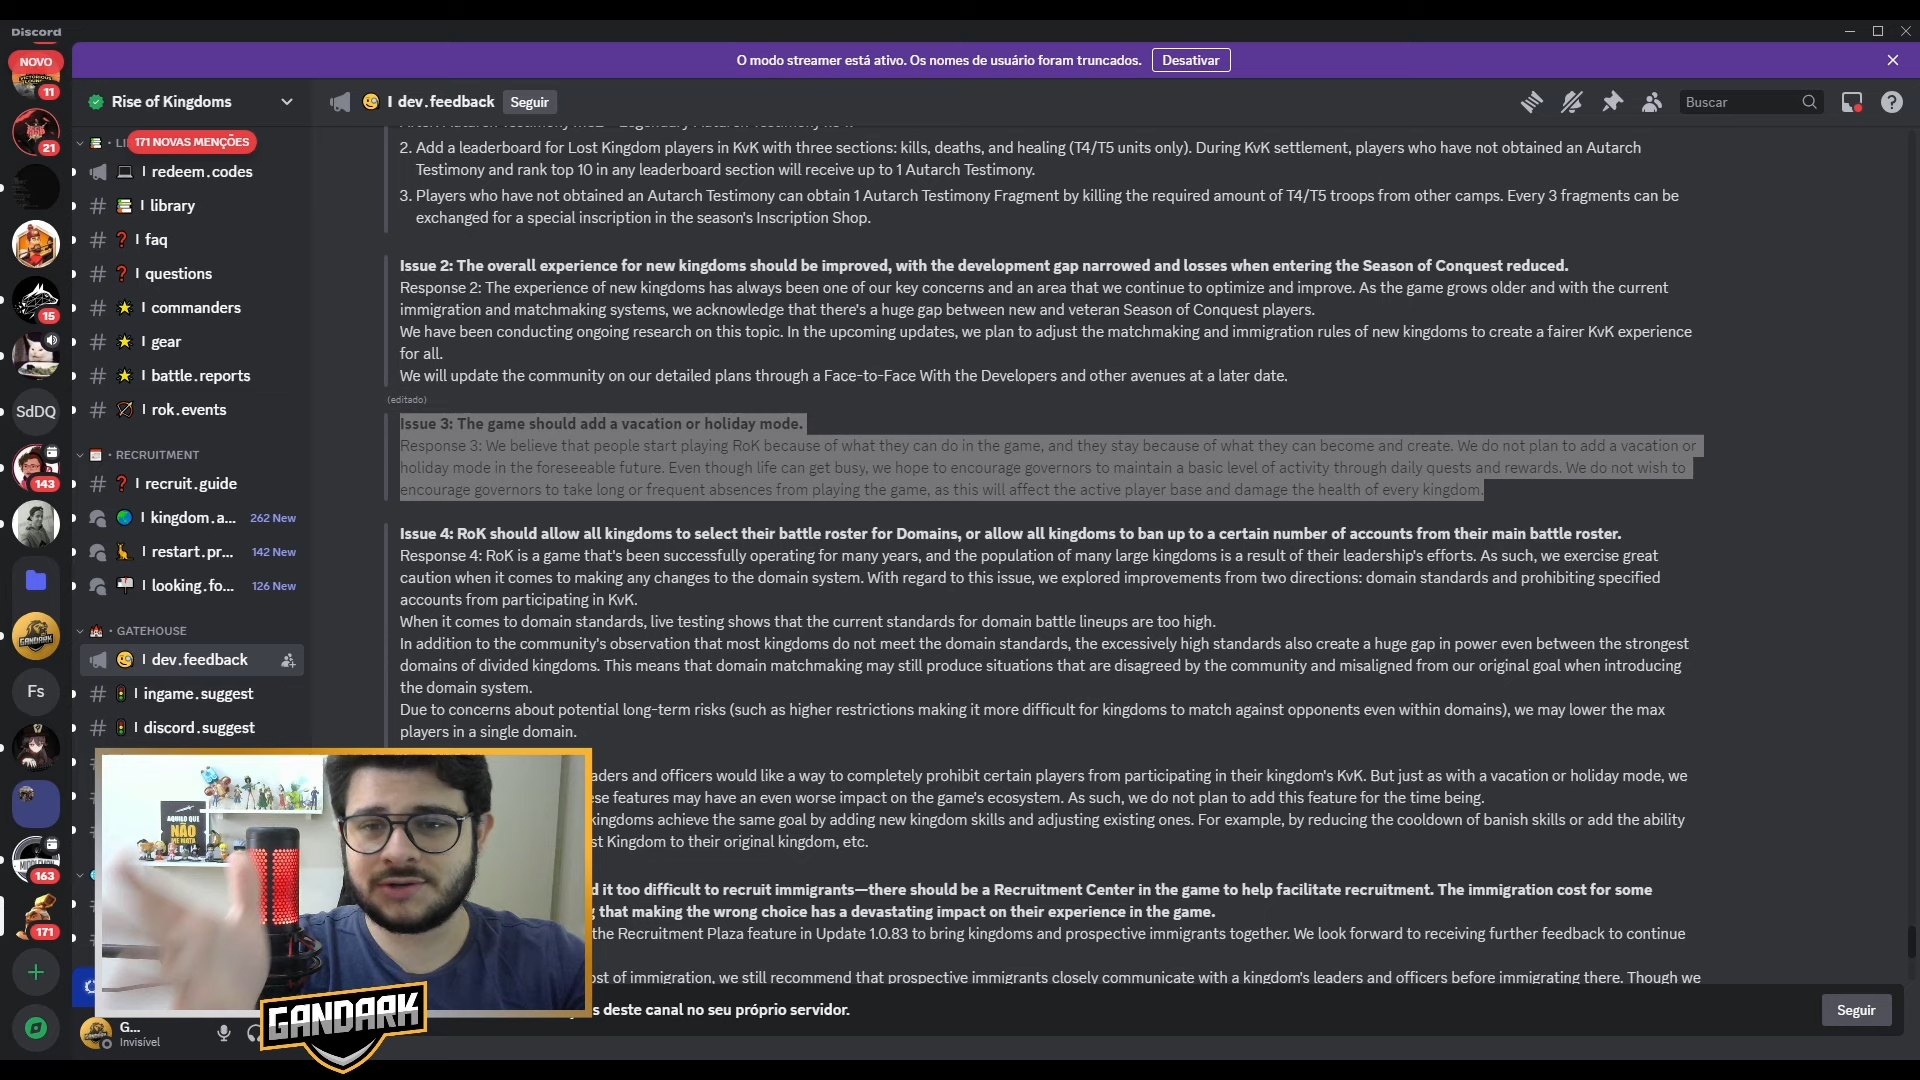 Discord
O modo streamer está ativo. Os nomes de usuário foram truncados.
Desativar
NOVO
11
21
15
SdDQ
143
Fs
163
171
Rise of Kingdoms
171 NOVAS MENÇÕES
redeem.codes
library
faq
questions
commanders
gear
battle.reports
rok.events
RECRUITMENT
recruit.guide
kingdom.a... 262 New
restart.pr... 142 New
looking.fo... 126 New
GATEHOUSE
dev.feedback
ingame.suggest
discord.suggest
G...
Invisível
dev.feedback
Seguir
Buscar
2. Add a leaderboard for Lost Kingdom players in KvK with three sections: kills, deaths, and healing (T4/T5 units only). During KvK settlement, players who have not obtained an Autarch
Testimony and rank top 10 in any leaderboard section will receive up to 1 Autarch Testimony.
3. Players who have not obtained an Autarch Testimony can obtain 1 Autarch Testimony Fragment by killing the required amount of T4/T5 troops from other camps. Every 3 fragments can be
exchanged for a special inscription in the season's Inscription Shop.
Issue 2: The overall experience for new kingdoms should be improved, with the development gap narrowed and losses when entering the Season of Conquest reduced.
Response 2: The experience of new kingdoms has always been one of our key concerns and an area that we continue to optimize and improve. As the game grows older and with the current
immigration and matchmaking systems, we acknowledge that there's a huge gap between new and veteran Season of Conquest players.
We have been conducting ongoing research on this topic. In the upcoming updates, we plan to adjust the matchmaking and immigration rules of new kingdoms to create a fairer KvK experience
for all.
We will update the community on our detailed plans through a Face-to-Face With the Developers and other avenues at a later date.
(editado)
Issue 3: The game should add a vacation or holiday mode.
Response 3: We believe that people start playing RoK because of what they can do in the game, and they stay because of what they can become and create. We do not plan to add a vacation or
holiday mode in the foreseeable future. Even though life can get busy, we hope to encourage governors to maintain a basic level of activity through daily quests and rewards. We do not wish to
encourage governors to take long or frequent absences from playing the game, as this will affect the active player base and damage the health of every kingdom.
Issue 4: RoK should allow all kingdoms to select their battle roster for Domains, or allow all kingdoms to ban up to a certain number of accounts from their main battle roster.
Response 4: RoK is a game that's been successfully operating for many years, and the population of many large kingdoms is a result of their leadership's efforts. As such, we exercise great
caution when it comes to making any changes to the domain system. With regard to this issue, we explored improvements from two directions: domain standards and prohibiting specified
accounts from participating in KvK.
When it comes to domain standards, live testing shows that the current standards for domain battle lineups are too high.
In addition to the community's observation that most kingdoms do not meet the domain standards, the excessively high standards also create a huge gap in power even between the strongest
domains of divided kingdoms. This means that domain matchmaking may still produce situations that are disagreed by the community and misaligned from our original goal when introducing
the domain system.
Due to concerns about potential long-term risks (such as higher restrictions making it more difficult for kingdoms to match against opponents even within domains), we may lower the max
players in a single domain.
aders and officers would like a way to completely prohibit certain players from participating in their kingdom's KvK. But just as with a vacation or holiday mode, we
ese features may have an even worse impact on the game's ecosystem. As such, we do not plan to add this feature for the time being.
kingdoms achieve the same goal by adding new kingdom skills and adjusting existing ones. For example, by reducing the cooldown of banish skills or add the ability
st Kingdom to their original kingdom, etc.
d it too difficult to recruit immigrants—there should be a Recruitment Center in the game to help facilitate recruitment. The immigration cost for some
g that making the wrong choice has a devastating impact on their experience in the game.
the Recruitment Plaza feature in Update 1.0.83 to bring kingdoms and prospective immigrants together. We look forward to receiving further feedback to continue
ost of immigration, we still recommend that prospective immigrants closely communicate with a kingdom's leaders and officers before immigrating there. Though we
s deste canal no seu próprio servidor.
Seguir
AQUILO QUE
NÃO
ME MATA
GANDARK